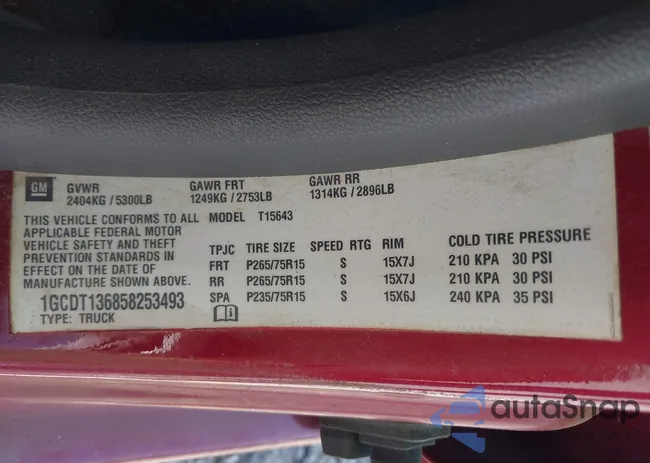 GM GVWR GAWR FRT GAWR RR
2404KG / 5300LB 1249KG / 2753LB 1314KG / 2896LB
THIS VEHICLE CONFORMS TO ALL MODEL T15643
APPLICABLE FEDERAL MOTOR
VEHICLE SAFETY AND THEFT
PREVENTION STANDARDS IN
EFFECT ON THE DATE OF
MANUFACTURE SHOWN ABOVE.
1GCDT136858253493
TYPE: TRUCK
TPJC TIRE SIZE SPEED RTG RIM COLD TIRE PRESSURE
FRT P265/75R15 S 15X7J 210 KPA 30 PSI
RR P265/75R15 S 15X7J 210 KPA 30 PSI
SPA P235/75R15 S 15X6J 240 KPA 35 PSI
autoSnap